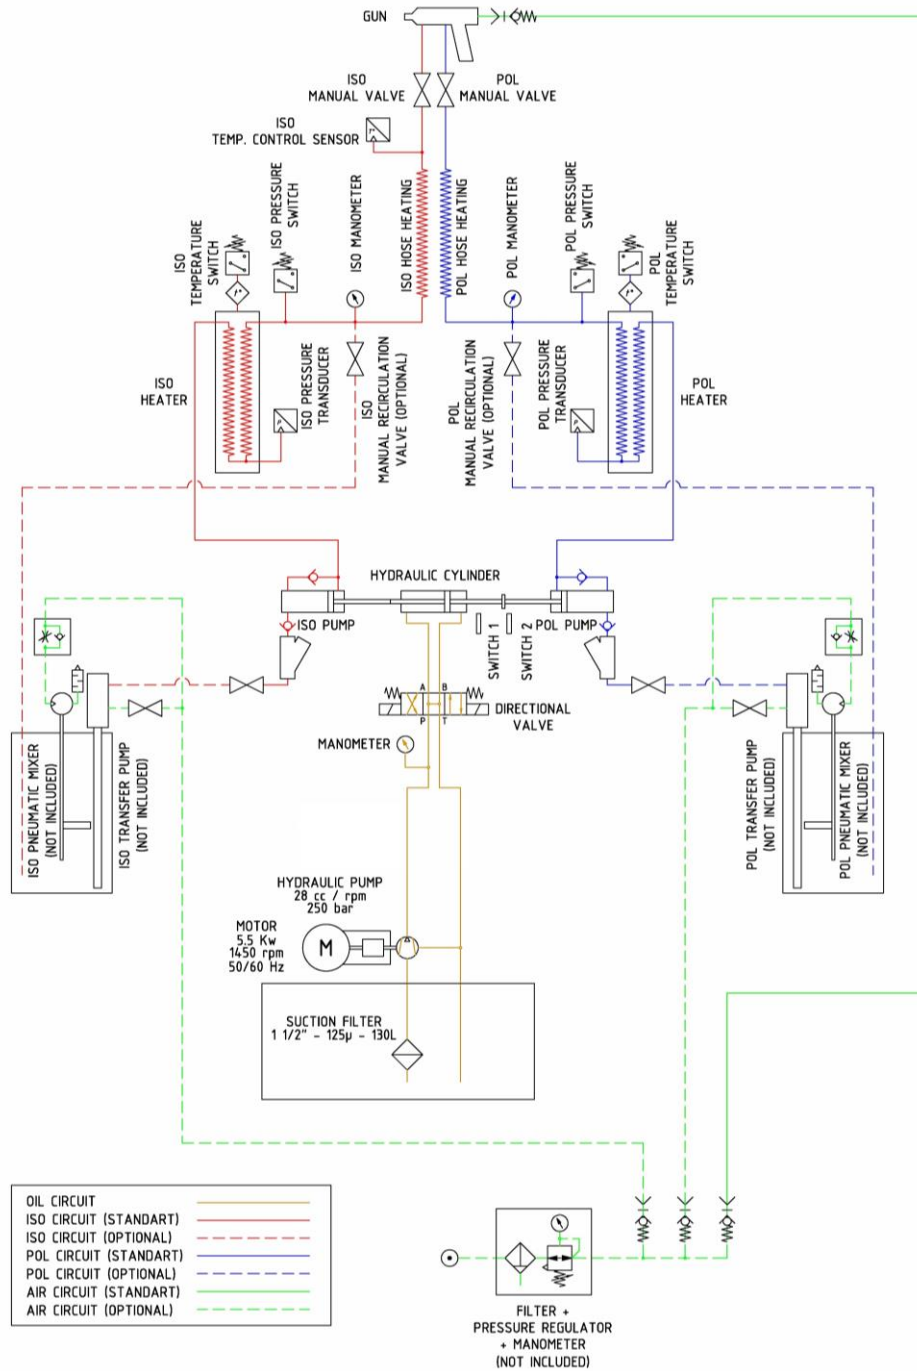 GUN
ISO
MANUAL VALVE
POL
MANUAL VALVE
ISO
TEMP. CONTROL SENSOR
ISO
TEMPERATURE
SWITCH
ISO PRESSURE
SWITCH
ISO MANOMETER
ISO HOSE HEATING
POL HOSE HEATING
POL MANOMETER
POL PRESSURE
SWITCH
POL
TEMPERATURE
SWITCH
ISO
HEATER
ISO PRESSURE
TRANSDUCER
ISO
MANUAL RECIRCULATION
VALVE (OPTIONAL)
POL
MANUAL RECIRCULATION
VALVE (OPTIONAL)
POL PRESSURE
TRANSDUCER
POL
HEATER
HYDRAULIC CYLINDER
ISO PUMP
SWITCH 1
SWITCH 2
POL PUMP
A B
P T
DIRECTIONAL
VALVE
MANOMETER
ISO PNEUMATIC MIXER
(NOT INCLUDED)
ISO TRANSFER PUMP
(NOT INCLUDED)
POL TRANSFER PUMP
(NOT INCLUDED)
POL PNEUMATIC MIXER
(NOT INCLUDED)
HYDRAULIC PUMP
28 cc / rpm
250 bar
MOTOR
5.5 Kw
1450 rpm
50/60 Hz
M
SUCTION FILTER
1 1/2" - 125µ - 130L
OIL CIRCUIT
ISO CIRCUIT (STANDART)
ISO CIRCUIT (OPTIONAL)
POL CIRCUIT (STANDART)
POL CIRCUIT (OPTIONAL)
AIR CIRCUIT (STANDART)
AIR CIRCUIT (OPTIONAL)
FILTER +
PRESSURE REGULATOR
+ MANOMETER
(NOT INCLUDED)